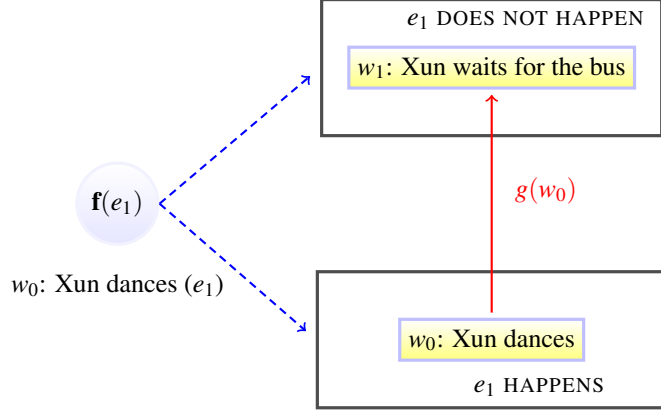 e₁ DOES NOT HAPPEN
w₁: Xun waits for the bus
f(e₁)
g(w₀)
w₀: Xun dances (e₁)
w₀: Xun dances
e₁ HAPPENS